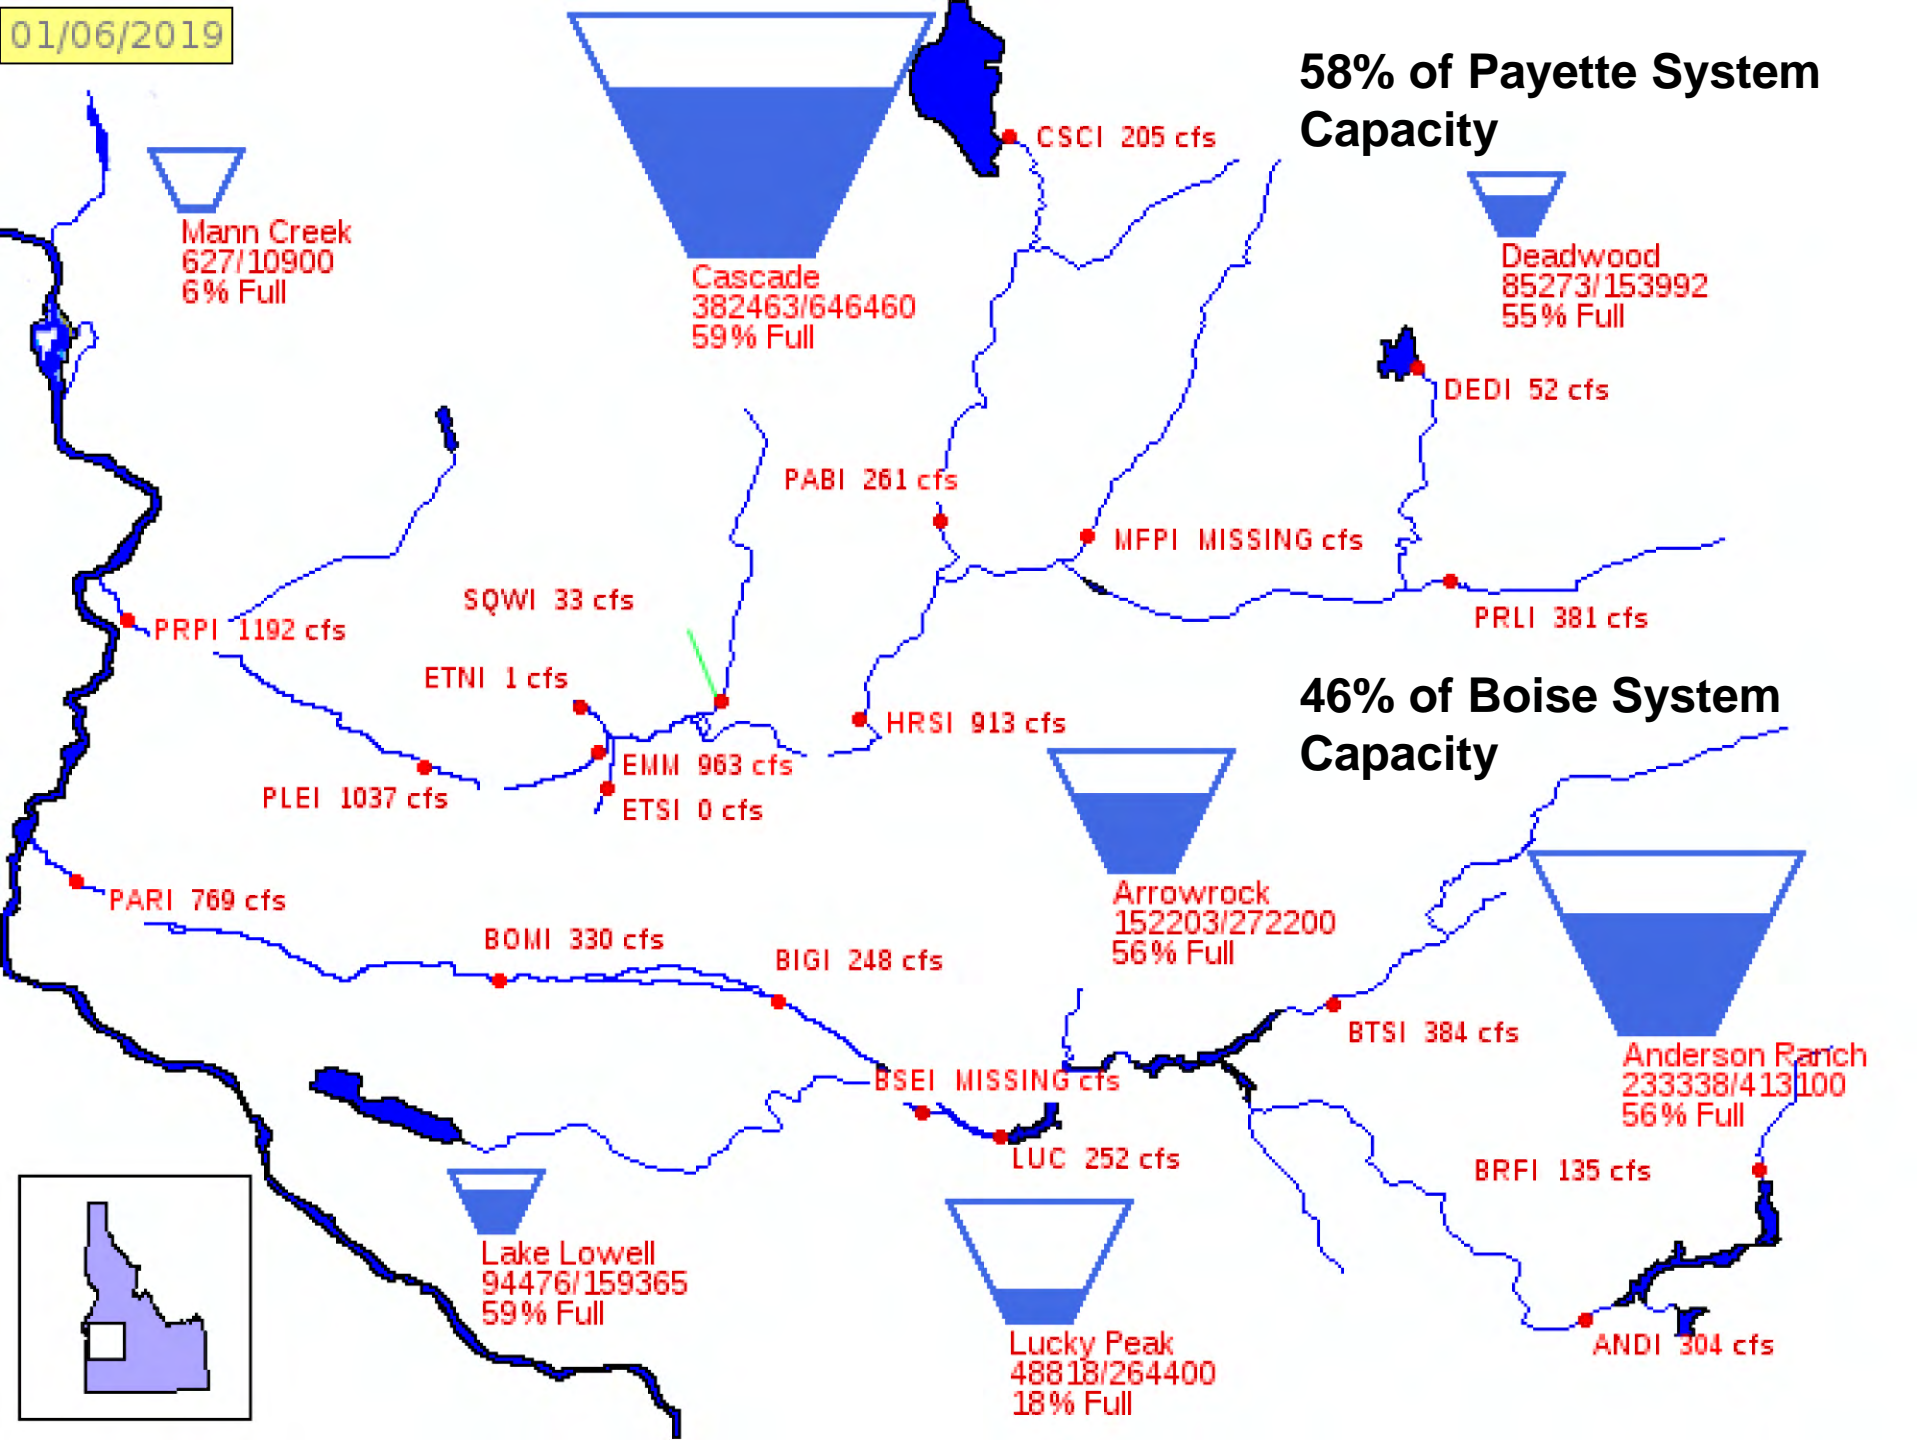 01/06/2019
58% of Payette System
Capacity
CSCI 205 cfs
Mann Creek
627/10900
6% Full
Cascade
382463/646460
59% Full
Deadwood
85273/153992
55% Full
DEDI 52 cfs
PABI 261 cfs
MFPI MISSING cfs
SQWI 33 cfs
PRPI 1192 cfs
PRLI 381 cfs
ETNI 1 cfs
HRSI 913 cfs
46% of Boise System
Capacity
EMM 963 cfs
PLEI 1037 cfs
ETSI 0 cfs
PARI 769 cfs
Arrowrock
152203/272200
56% Full
BOMI 330 cfs
BIGI 248 cfs
BTSI 384 cfs
Anderson Ranch
233338/413100
56% Full
BSEI MISSING cfs
LUC 252 cfs
BRFI 135 cfs
Lake Lowell
94476/159365
59% Full
Lucky Peak
48818/264400
18% Full
ANDI 304 cfs